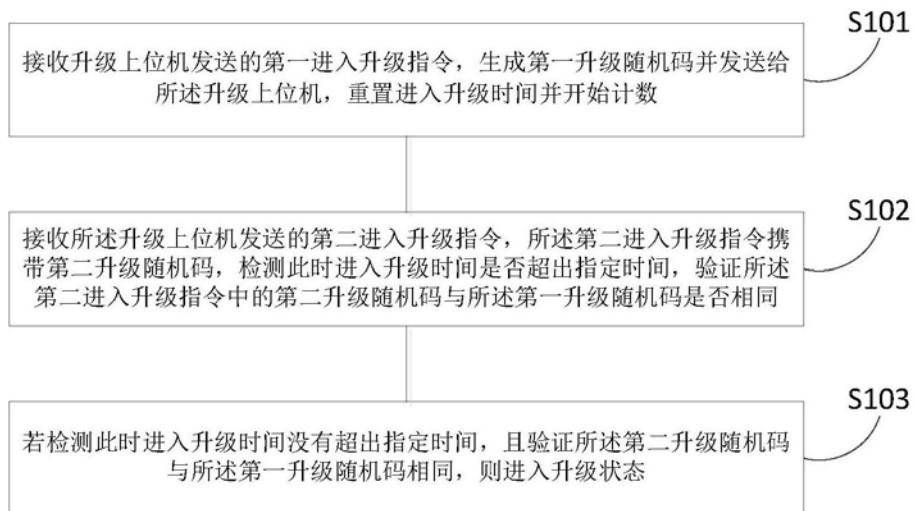 S101
接收升级上位机发送的第一进入升级指令，生成第一升级随机码并发送给
所述升级上位机，重置进入升级时间并开始计数
S102
接收所述升级上位机发送的第二进入升级指令，所述第二进入升级指令携
带第二升级随机码，检测此时进入升级时间是否超出指定时间，验证所述
第二进入升级指令中的第二升级随机码与所述第一升级随机码是否相同
S103
若检测此时进入升级时间没有超出指定时间，且验证所述第二升级随机码
与所述第一升级随机码相同，则进入升级状态